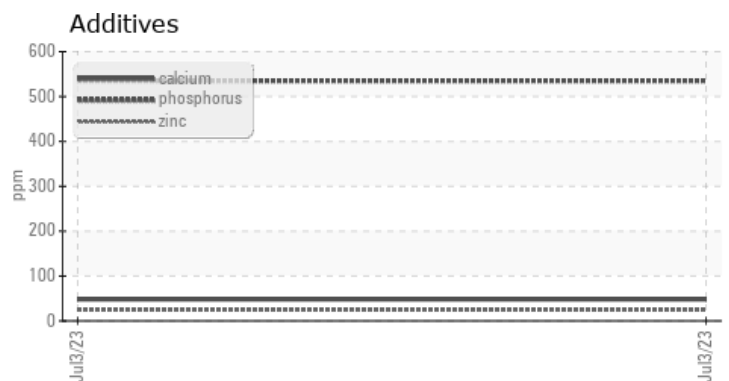 Additives
600
500
400
300
200
100
0
ppm
calcium
phosphorus
zinc
Jul3/23
Jul3/23